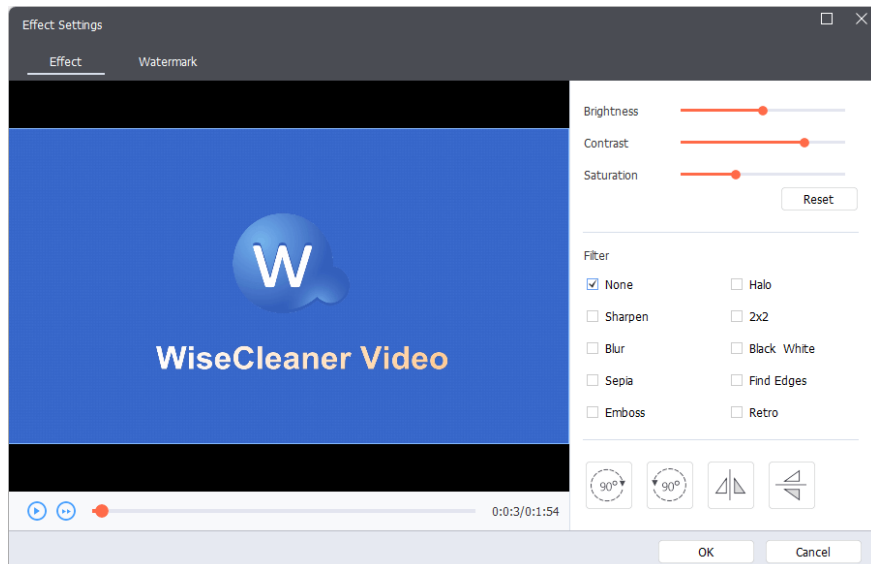 Effect Settings
Effect Watermark
Brightness
Contrast
Saturation
Reset
W
WiseCleaner Video
Filter
None Halo
Sharpen 2x2
Blur Black White
Sepia Find Edges
Emboss Retro
90° 90°
0:0:3/0:1:54
OK Cancel